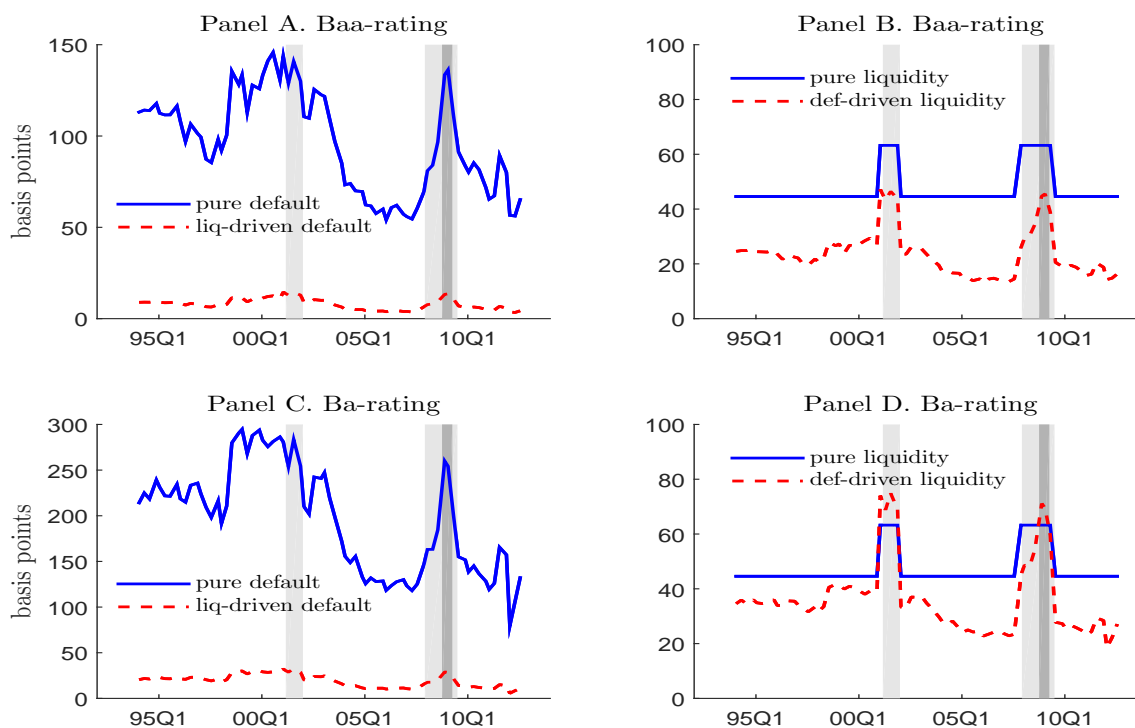 Panel A. Baa-rating
150
100
50
0
basis points
pure default
liq-driven default
95Q1 00Q1 05Q1 10Q1
Panel B. Baa-rating
100
80
60
40
20
0
pure liquidity
def-driven liquidity
95Q1 00Q1 05Q1 10Q1
Panel C. Ba-rating
300
250
200
150
100
50
0
basis points
pure default
liq-driven default
95Q1 00Q1 05Q1 10Q1
Panel D. Ba-rating
100
80
60
40
20
0
pure liquidity
def-driven liquidity
95Q1 00Q1 05Q1 10Q1